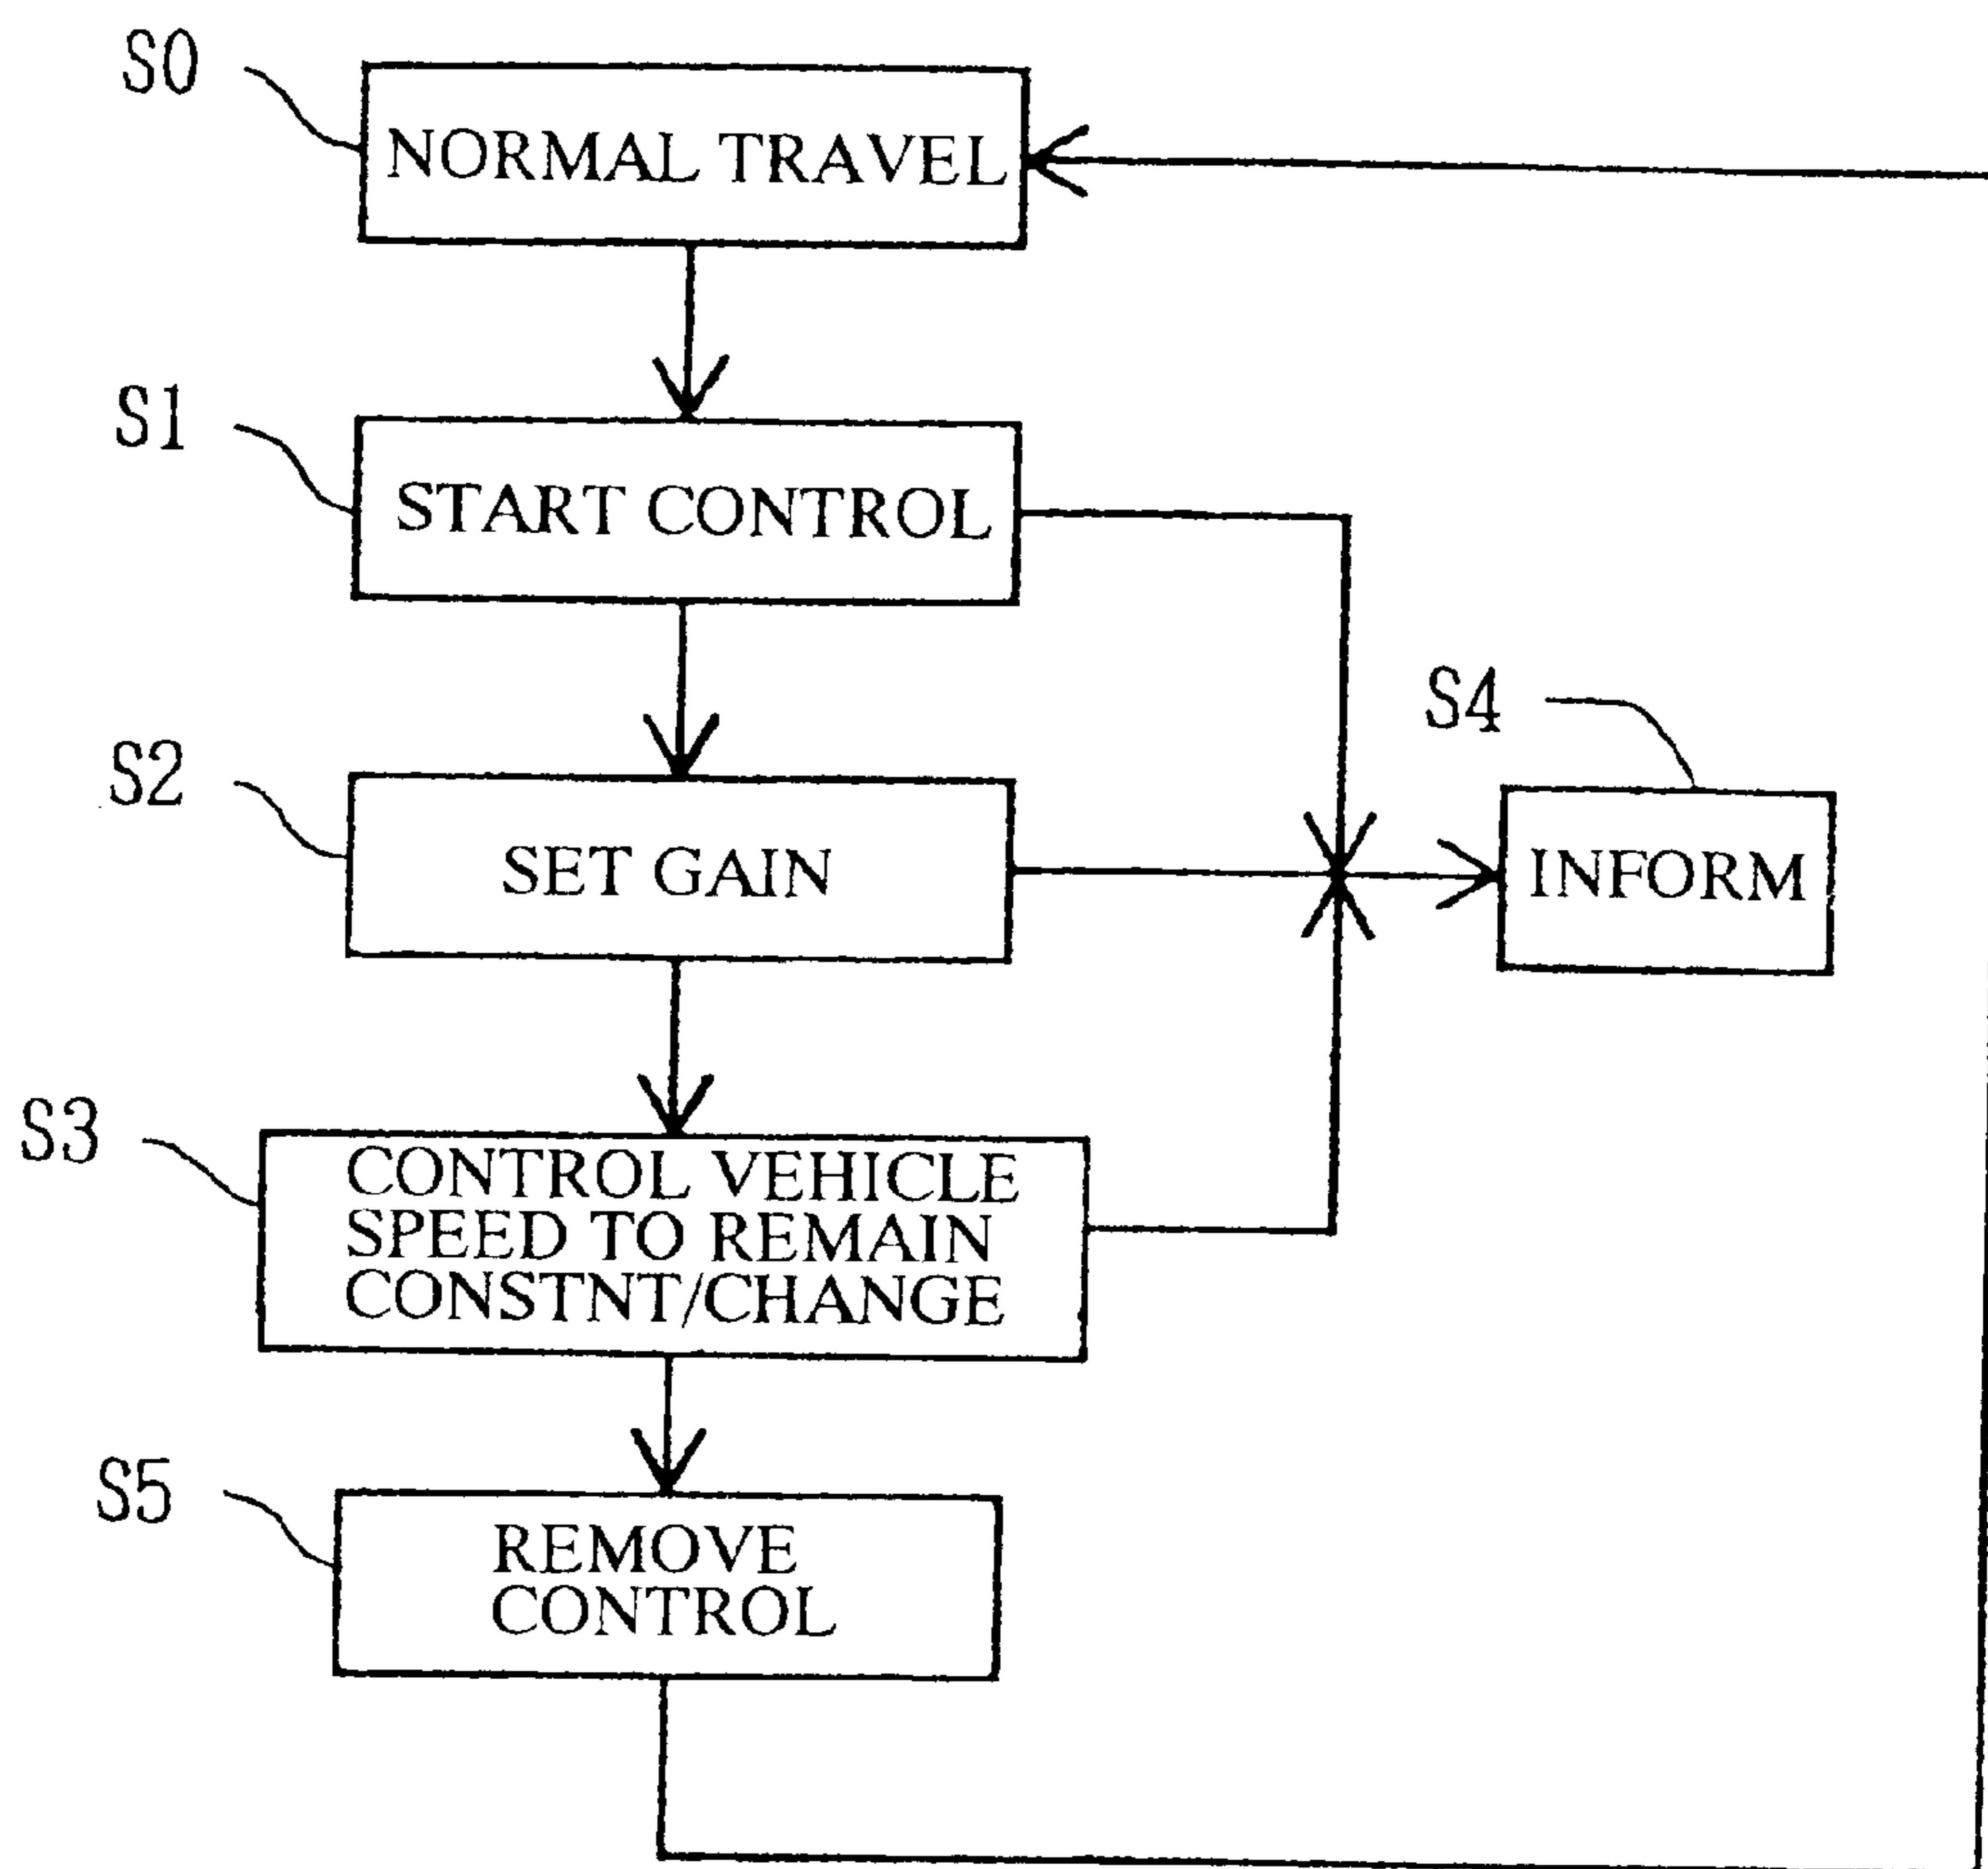 S0
NORMAL TRAVEL
S1
START CONTROL
S4
S2
SET GAIN
INFORM
S3
CONTROL VEHICLE
SPEED TO REMAIN
CONSTNT/CHANGE
S5
REMOVE
CONTROL